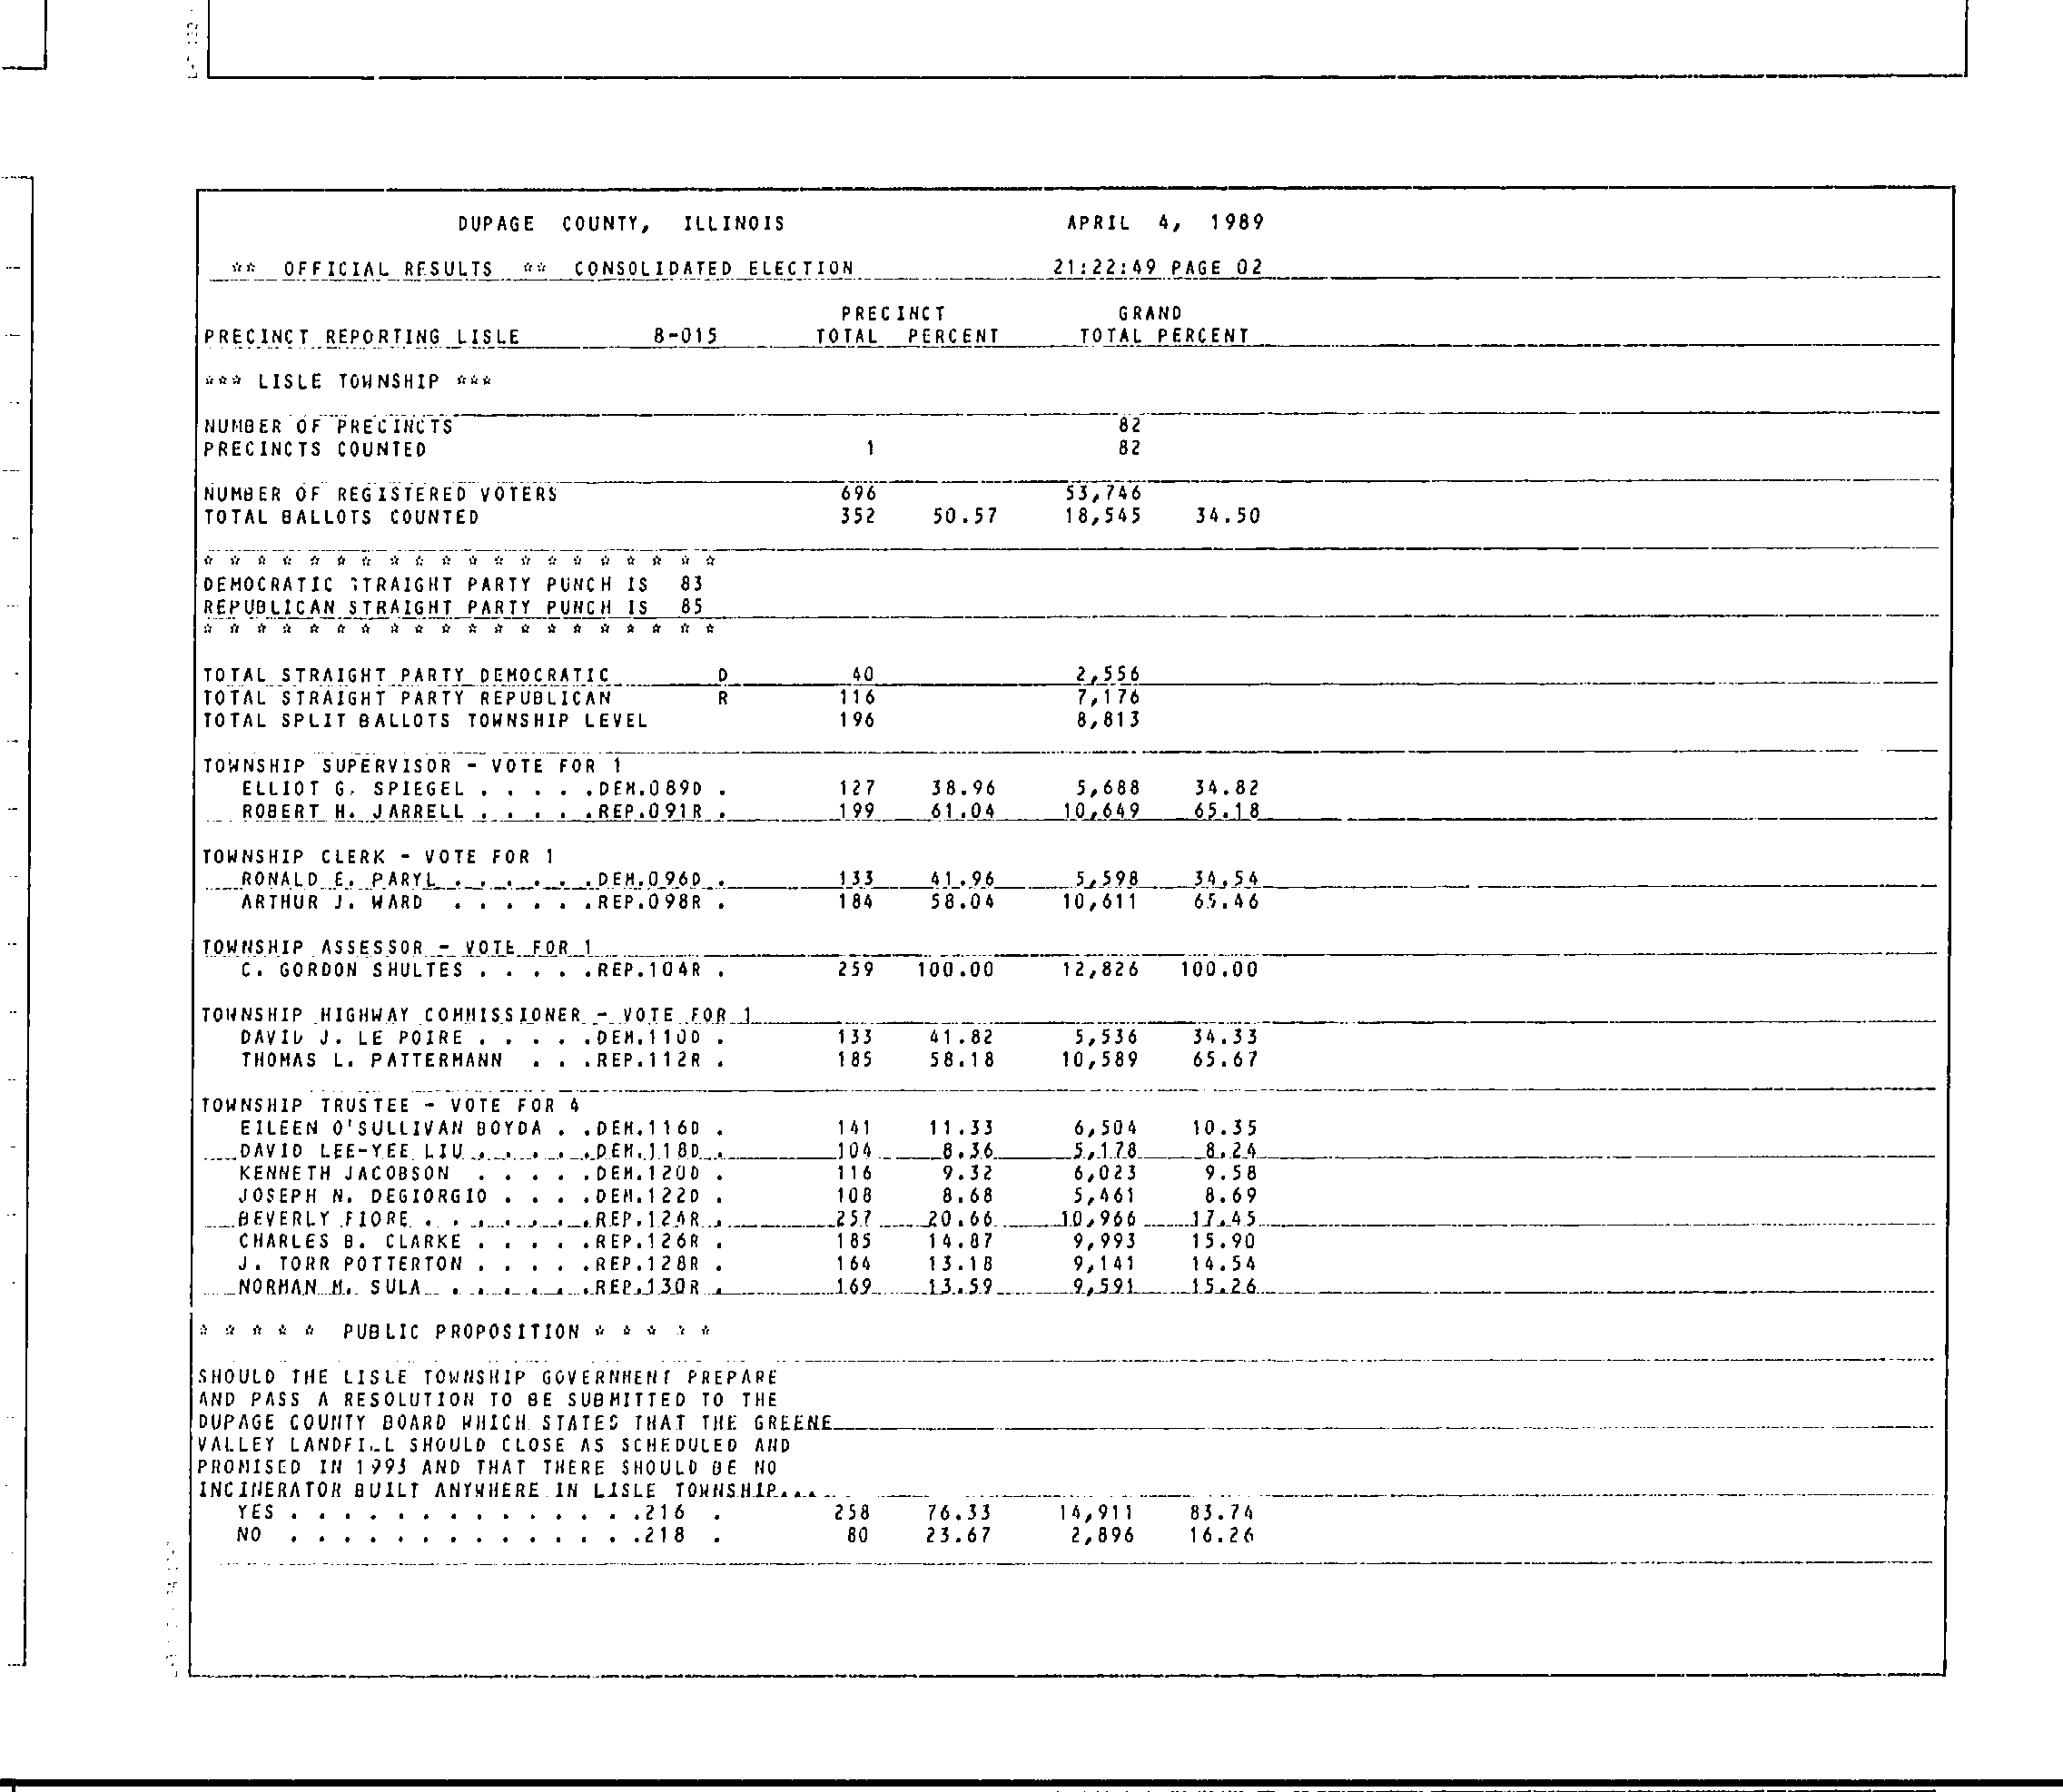 DUPAGE COUNTY, ILLINOIS APRIL 4, 1989
** OFFICIAL RESULTS ** CONSOLIDATED ELECTION 21:22:49 PAGE 02
PRECINCT GRAND
PRECINCT REPORTING LISLE 8-015 TOTAL PERCENT TOTAL PERCENT
*** LISLE TOWNSHIP ***
NUMBER OF PRECINCTS 82
PRECINCTS COUNTED 1 82
NUMBER OF REGISTERED VOTERS 696 53,746
TOTAL BALLOTS COUNTED 352 50.57 18,545 34.50
* * * * * * * * * * * * * * * * * * * *
DEMOCRATIC STRAIGHT PARTY PUNCH IS 83
REPUBLICAN STRAIGHT PARTY PUNCH IS 85
* * * * * * * * * * * * * * * * * * * *
TOTAL STRAIGHT PARTY DEMOCRATIC D 40 2,556
TOTAL STRAIGHT PARTY REPUBLICAN R 116 7,176
TOTAL SPLIT BALLOTS TOWNSHIP LEVEL 196 8,813
TOWNSHIP SUPERVISOR - VOTE FOR 1
ELLIOT G. SPIEGEL . . . . .DEM.089D . 127 38.96 5,688 34.82
ROBERT H. JARRELL . . . . .REP.091R . 199 61.04 10,649 65.18
TOWNSHIP CLERK - VOTE FOR 1
RONALD E. PARYL . . . . . .DEM.096D . 133 41.96 5,598 34.54
ARTHUR J. WARD . . . . . .REP.098R . 184 58.04 10,611 65.46
TOWNSHIP ASSESSOR - VOTE FOR 1
C. GORDON SHULTES . . . . .REP.104R . 259 100.00 12,826 100.00
TOWNSHIP HIGHWAY COMMISSIONER - VOTE FOR 1
DAVID J. LE POIRE . . . . .DEM.110D . 133 41.82 5,536 34.33
THOMAS L. PATTERMANN . . .REP.112R . 185 58.18 10,589 65.67
TOWNSHIP TRUSTEE - VOTE FOR 4
EILEEN O'SULLIVAN BOYDA . .DEM.116D . 141 11.33 6,504 10.35
DAVID LEE-YEE LIU . . . . .DEM.118D . 104 8.36 5,178 8.24
KENNETH JACOBSON . . . . .DEM.120D . 116 9.32 6,023 9.58
JOSEPH N. DEGIORGIO . . . .DEM.122D . 108 8.68 5,461 8.69
BEVERLY FIORE . . . . . . .REP.124R . 257 20.66 10,966 17.45
CHARLES B. CLARKE . . . . .REP.126R . 185 14.87 9,993 15.90
J. TORR POTTERTON . . . . .REP.128R . 164 13.18 9,141 14.54
NORMAN M. SULA . . . . . .REP.130R . 169 13.59 9,591 15.26
* * * * * PUBLIC PROPOSITION * * * * *
SHOULD THE LISLE TOWNSHIP GOVERNMENT PREPARE
AND PASS A RESOLUTION TO BE SUBMITTED TO THE
DUPAGE COUNTY BOARD WHICH STATES THAT THE GREENE
VALLEY LANDFILL SHOULD CLOSE AS SCHEDULED AND
PROMISED IN 1993 AND THAT THERE SHOULD BE NO
INCINERATOR BUILT ANYWHERE IN LISLE TOWNSHIP...
YES . . . . . . . . . . . . . .216 . 258 76.33 14,911 83.74
NO . . . . . . . . . . . . . .218 . 80 23.67 2,896 16.26